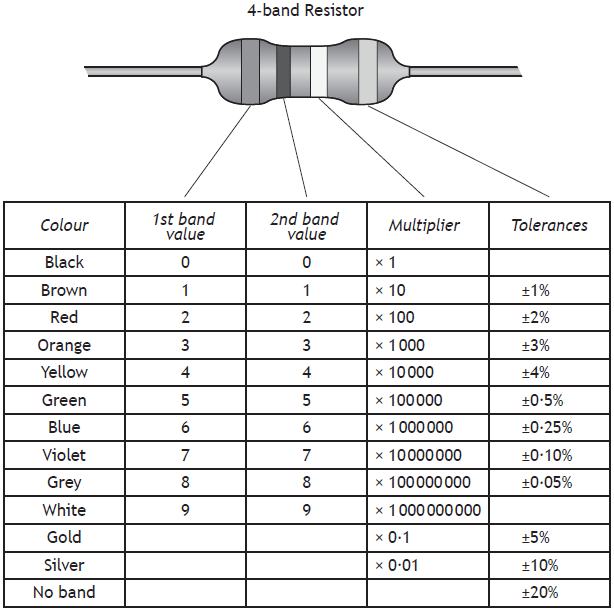 4-band Resistor
Colour 1st band value 2nd band value Multiplier Tolerances
Black 0 0 × 1
Brown 1 1 × 10 ±1%
Red 2 2 × 100 ±2%
Orange 3 3 × 1000 ±3%
Yellow 4 4 × 10000 ±4%
Green 5 5 × 100000 ±0·5%
Blue 6 6 × 1000000 ±0·25%
Violet 7 7 × 10000000 ±0·10%
Grey 8 8 × 100000000 ±0·05%
White 9 9 × 1000000000
Gold × 0·1 ±5%
Silver × 0·01 ±10%
No band ±20%